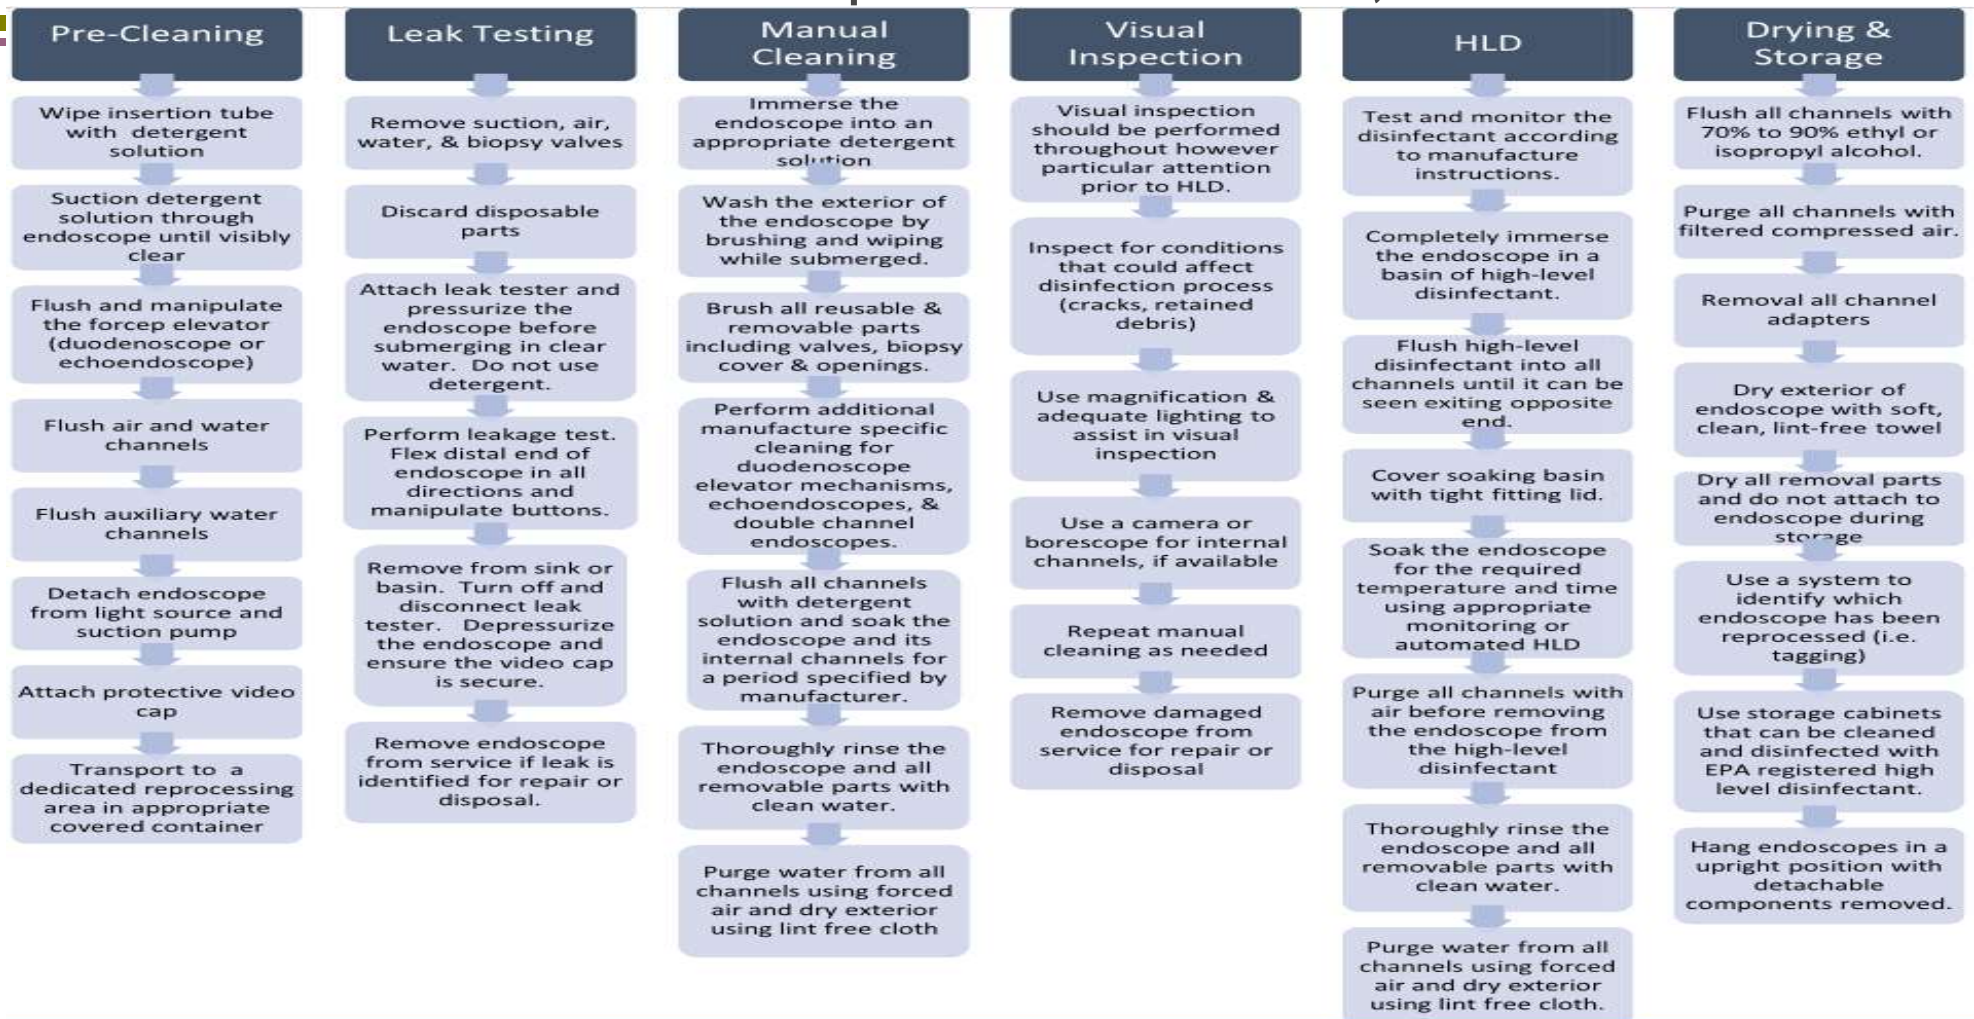 Pre-Cleaning
Wipe insertion tube
with detergent
solution
Suction detergent
solution through
endoscope until visibly
clear
Flush and manipulate
the forcep elevator
(duodenoscope or
echoendoscope)
Flush air and water
channels
Flush auxiliary water
channels
Detach endoscope
from light source and
suction pump
Attach protective video
cap
Transport to a
dedicated reprocessing
area in appropriate
covered container
Leak Testing
Remove suction, air,
water, & biopsy valves
Discard disposable
parts
Attach leak tester and
pressurize the
endoscope before
submerging in clear
water. Do not use
detergent.
Perform leakage test.
Flex distal end of
endoscope in all
directions and
manipulate buttons.
Remove from sink or
basin. Turn off and
disconnect leak
tester. Depressurize
the endoscope and
ensure the video cap
is secure.
Remove endoscope
from service if leak is
identified for repair or
disposal.
Manual
Cleaning
Immerse the
endoscope into an
appropriate detergent
solution
Wash the exterior of
the endoscope by
brushing and wiping
while submerged.
Brush all reusable &
removable parts
including valves, biopsy
cover & openings.
Perform additional
manufacture specific
cleaning for
duodenoscope
elevator mechanisms,
echoendoscopes, &
double channel
endoscopes.
Flush all channels
with detergent
solution and soak the
endoscope and its
internal channels for
a period specified by
manufacturer.
Thoroughly rinse the
endoscope and all
removable parts with
clean water.
Purge water from all
channels using forced
air and dry exterior
using lint free cloth
Visual
Inspection
Visual inspection
should be performed
throughout however
particular attention
prior to HLD.
Inspect for conditions
that could affect
disinfection process
(cracks, retained
debris)
Use magnification &
adequate lighting to
assist in visual
inspection
Use a camera or
borescope for internal
channels, if available
Repeat manual
cleaning as needed
Remove damaged
endoscope from
service for repair or
disposal
HLD
Test and monitor the
disinfectant according
to manufacture
instructions.
Completely immerse
the endoscope in a
basin of high-level
disinfectant.
Flush high-level
disinfectant into all
channels until it can be
seen exiting opposite
end.
Cover soaking basin
with tight fitting lid.
Soak the endoscope
for the required
temperature and time
using appropriate
monitoring or
automated HLD
Purge all channels with
air before removing
the endoscope from
the high-level
disinfectant
Thoroughly rinse the
endoscope and all
removable parts with
clean water.
Purge water from all
channels using forced
air and dry exterior
using lint free cloth.
Drying &
Storage
Flush all channels with
70% to 90% ethyl or
isopropyl alcohol.
Purge all channels with
filtered compressed air.
Removal all channel
adapters
Dry exterior of
endoscope with soft,
clean, lint-free towel
Dry all removal parts
and do not attach to
endoscope during
storage
Use a system to
identify which
endoscope has been
reprocessed (i.e.
tagging)
Use storage cabinets
that can be cleaned
and disinfected with
EPA registered high
level disinfectant.
Hang endoscopes in a
upright position with
detachable
components removed.